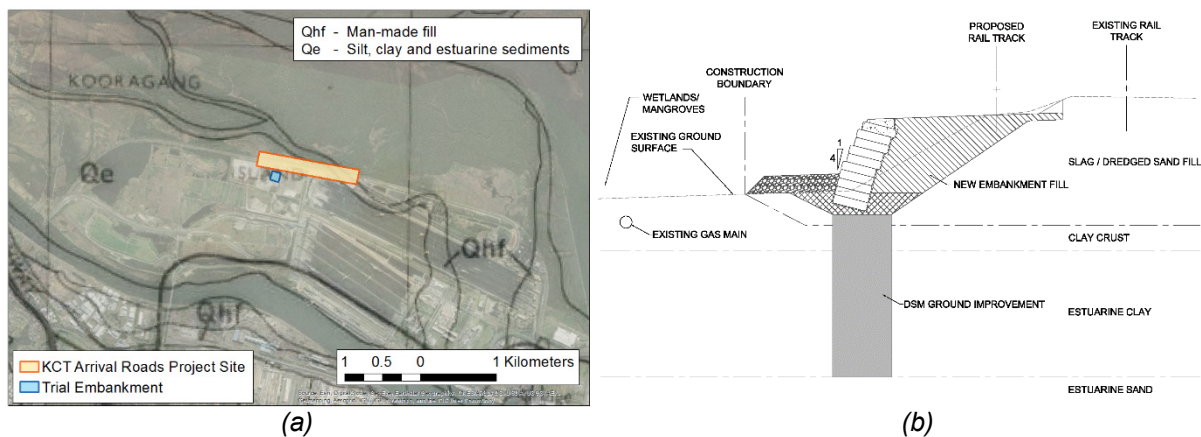 Qhf - Man-made fill
Qe - Silt, clay and estuarine sediments
KOORAGANG
Qe
ISLAND
Qhf
Qhf
KCT Arrival Roads Project Site
Trial Embankment
1 0.5 0 1 Kilometers
(a)
PROPOSED
RAIL TRACK
EXISTING RAIL
TRACK
CONSTRUCTION
BOUNDARY
WETLANDS/
MANGROVES
EXISTING GROUND
SURFACE
1
4
SLAG / DREDGED SAND FILL
NEW EMBANKMENT FILL
EXISTING GAS MAIN
CLAY CRUST
DSM GROUND IMPROVEMENT
ESTUARINE CLAY
ESTUARINE SAND
(b)